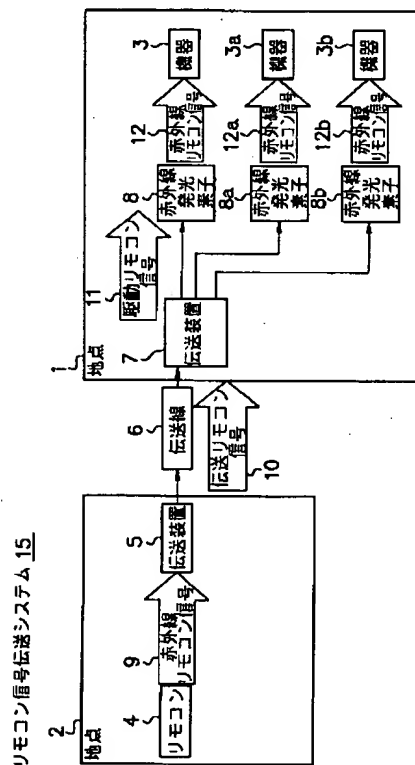 リモコン信号伝送システム 15
2
地点
4
リモコン
9
赤外線
リモコン信号
5
伝送装置
6
伝送線
伝送リモコン
信号
10
1
地点
7
伝送装置
11
駆動リモコン
信号
8
赤外線
発光
素子
12
赤外線
リモコン信号
3
機器
8a
赤外線
発光
素子
12a
赤外線
リモコン信号
3a
機器
8b
赤外線
発光
素子
12b
赤外線
リモコン信号
3b
機器